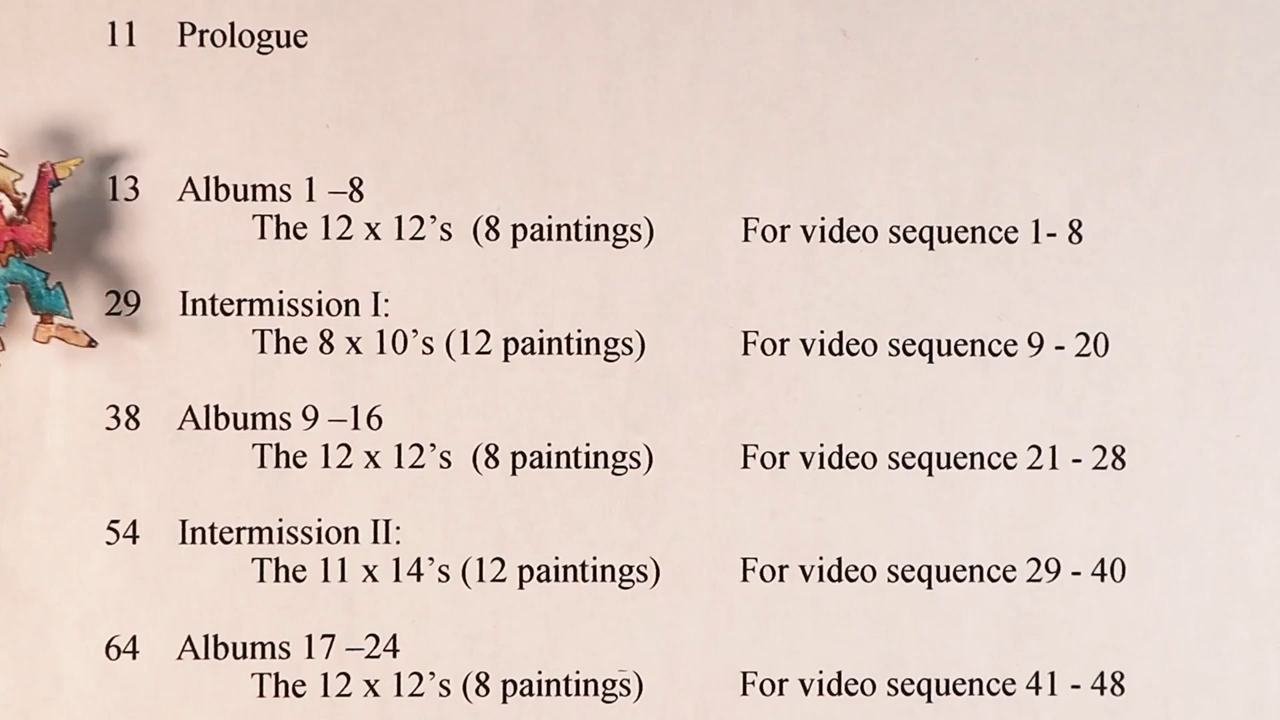 11 Prologue
13 Albums 1 –8
The 12 x 12’s (8 paintings) For video sequence 1- 8
29 Intermission I:
The 8 x 10’s (12 paintings) For video sequence 9 - 20
38 Albums 9 –16
The 12 x 12’s (8 paintings) For video sequence 21 - 28
54 Intermission II:
The 11 x 14’s (12 paintings) For video sequence 29 - 40
64 Albums 17 –24
The 12 x 12’s (8 paintings) For video sequence 41 - 48